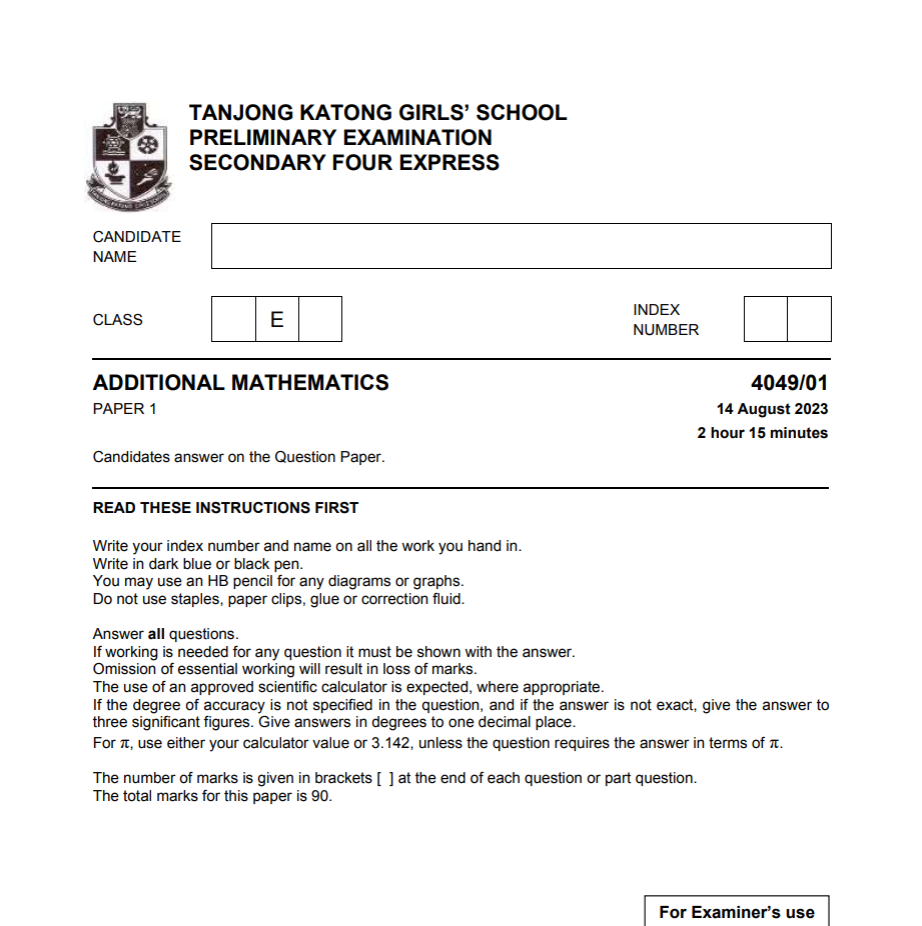 TANJONG KATONG GIRLS' SCHOOL
PRELIMINARY EXAMINATION
SECONDARY FOUR EXPRESS
TANJONG KATONG GIRLS' SCHOOL
CANDIDATE
NAME
CLASS
E
INDEX
NUMBER
ADDITIONAL MATHEMATICS 4049/01
PAPER 1 14 August 2023
2 hour 15 minutes
Candidates answer on the Question Paper.
READ THESE INSTRUCTIONS FIRST
Write your index number and name on all the work you hand in.
Write in dark blue or black pen.
You may use an HB pencil for any diagrams or graphs.
Do not use staples, paper clips, glue or correction fluid.
Answer all questions.
If working is needed for any question it must be shown with the answer.
Omission of essential working will result in loss of marks.
The use of an approved scientific calculator is expected, where appropriate.
If the degree of accuracy is not specified in the question, and if the answer is not exact, give the answer to
three significant figures. Give answers in degrees to one decimal place.
For π, use either your calculator value or 3.142, unless the question requires the answer in terms of π.
The number of marks is given in brackets [ ] at the end of each question or part question.
The total marks for this paper is 90.
For Examiner's use